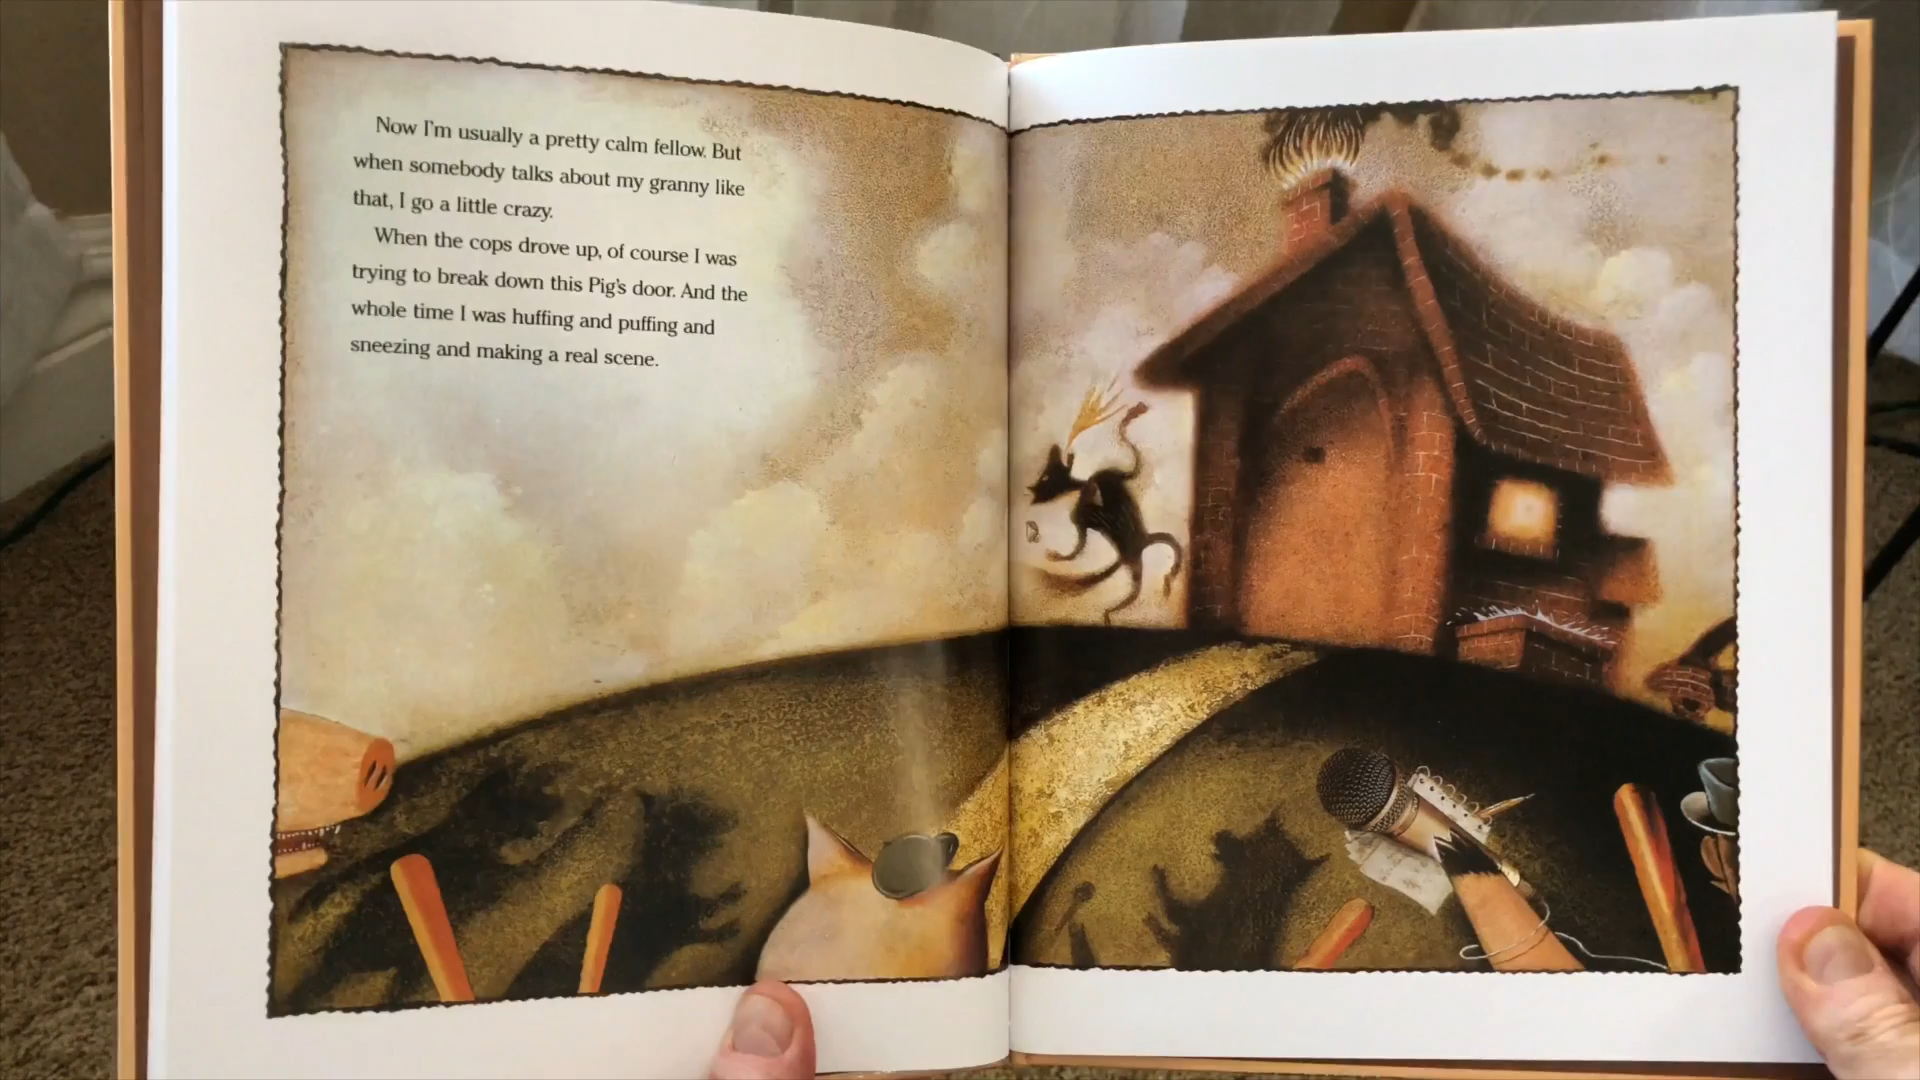 Now I'm usually a pretty calm fellow. But
when somebody talks about my granny like
that, I go a little crazy.
When the cops drove up, of course I was
trying to break down this Pig's door. And the
whole time I was huffing and puffing and
sneezing and making a real scene.